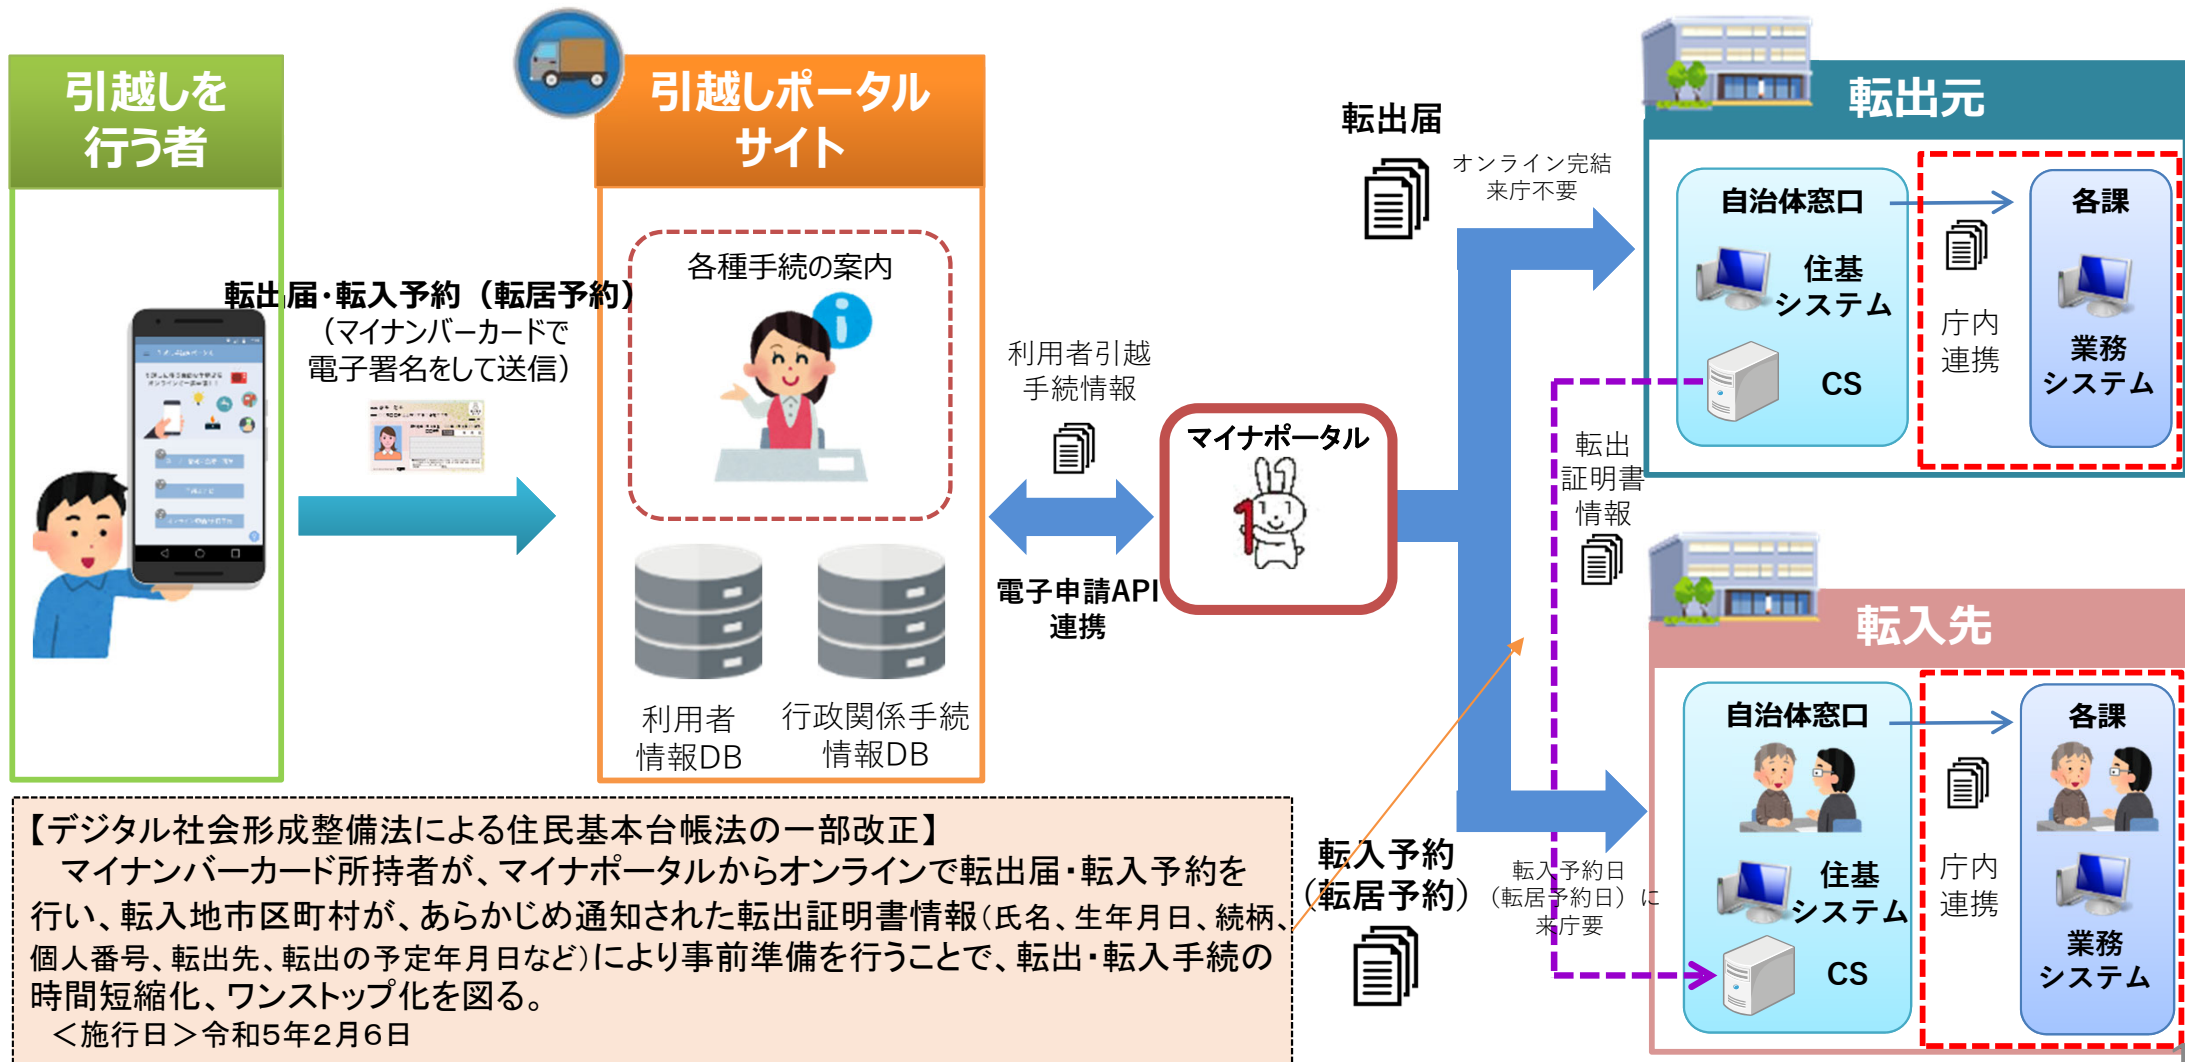 引越しを
行う者
転出届・転入予約（転居予約）
（マイナンバーカードで
電子署名をして送信）
引越しポータル
サイト
各種手続の案内
利用者
情報DB
行政関係手続
情報DB
利用者引越
手続情報
電子申請API
連携
マイナポータル
転出届
オンライン完結
来庁不要
転出元
自治体窓口
住基
システム
CS
庁内
連携
各課
業務
システム
転出
証明書
情報
転入先
自治体窓口
住基
システム
CS
庁内
連携
各課
業務
システム
転入予約
（転居予約）
転入予約日
（転居予約日）に
来庁要
【デジタル社会形成整備法による住民基本台帳法の一部改正】
マイナンバーカード所持者が、マイナポータルからオンラインで転出届・転入予約を
行い、転入地市区町村が、あらかじめ通知された転出証明書情報（氏名、生年月日、続柄、
個人番号、転出先、転出の予定年月日など）により事前準備を行うことで、転出・転入手続の
時間短縮化、ワンストップ化を図る。
＜施行日＞令和5年2月6日